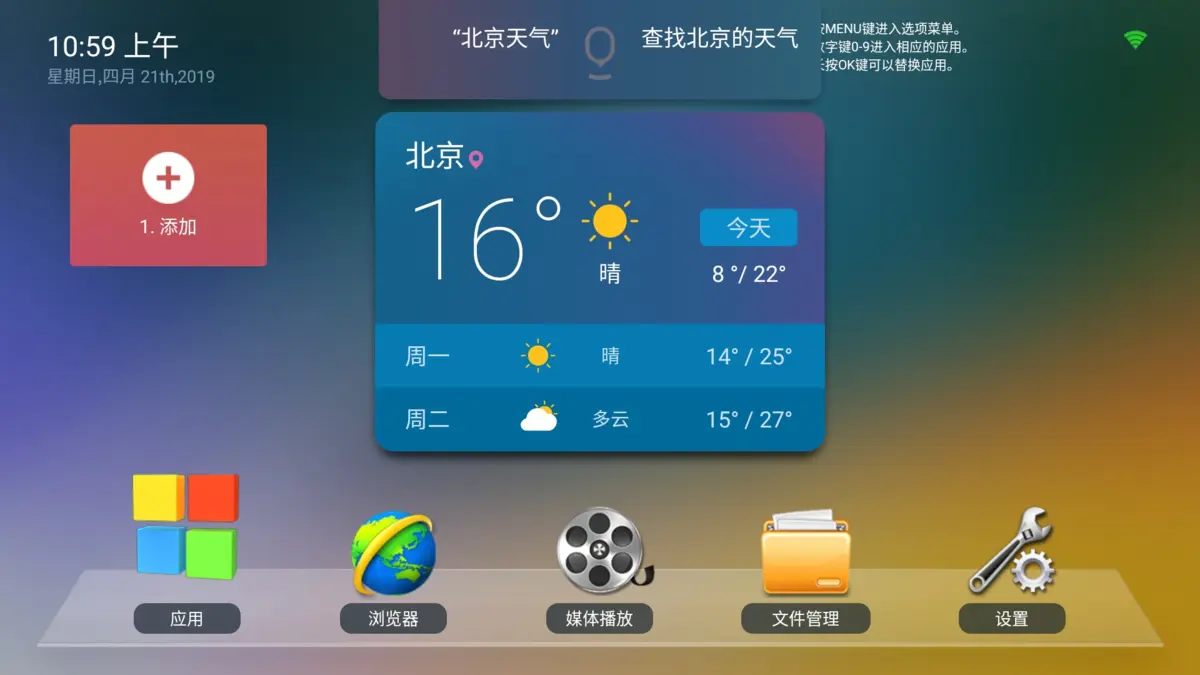 10:59 上午
星期日,四月 21th,2019
“北京天气”
查找北京的天气
MENU键进入选项菜单。
字键0-9进入相应的应用。
按OK键可以替换应用。
1. 添加
北京
16°
晴
今天
8 °/ 22°
周一 晴 14° / 25°
周二 多云 15° / 27°
应用
浏览器
媒体播放
文件管理
设置